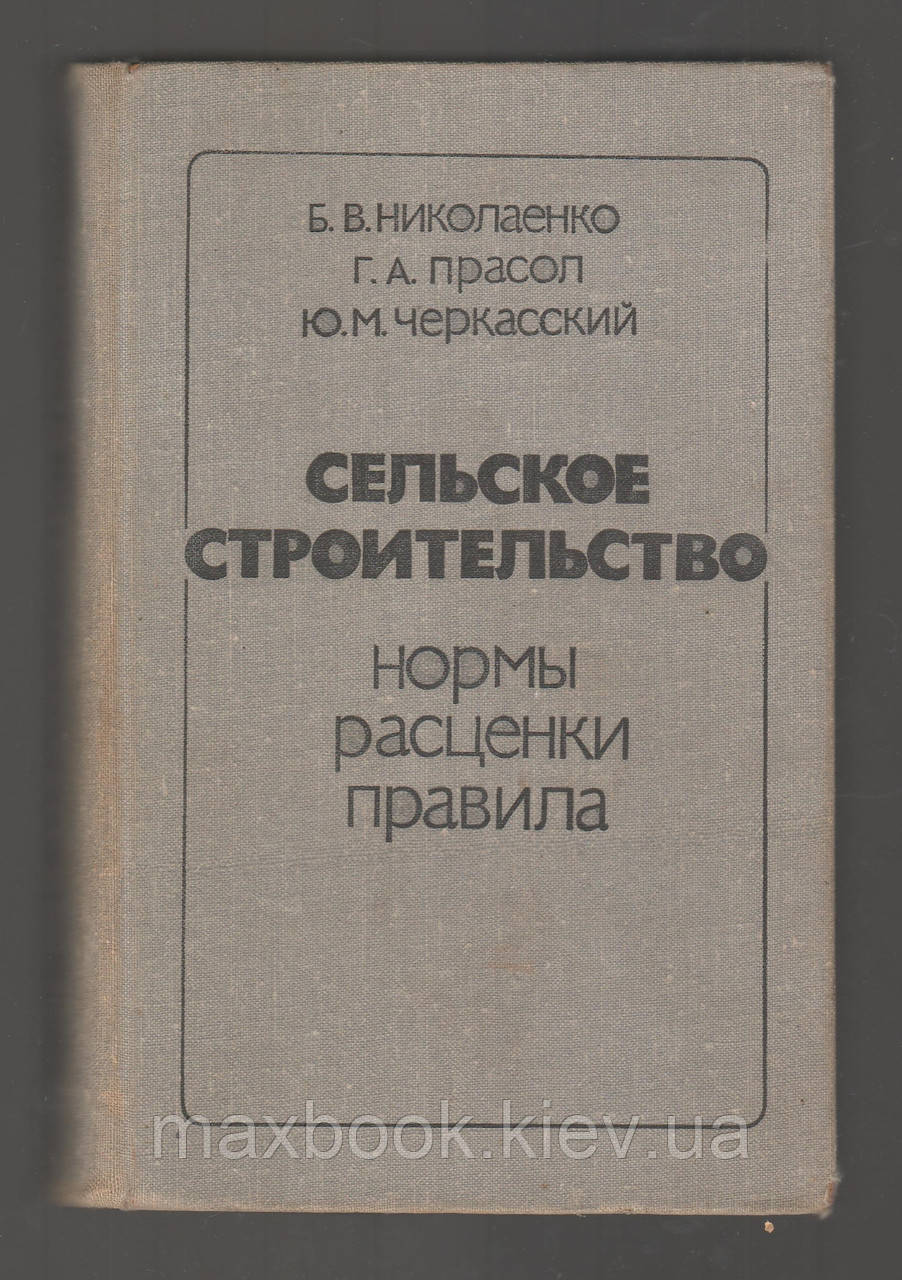 Б. В. НИКОЛАЕНКО
Г. А. ПРАСОЛ
Ю. М. ЧЕРКАССКИЙ
СЕЛЬСКОЕ
СТРОИТЕЛЬСТВО
НОРМЫ
РАСЦЕНКИ
ПРАВИЛА
maxbook.kiev.ua